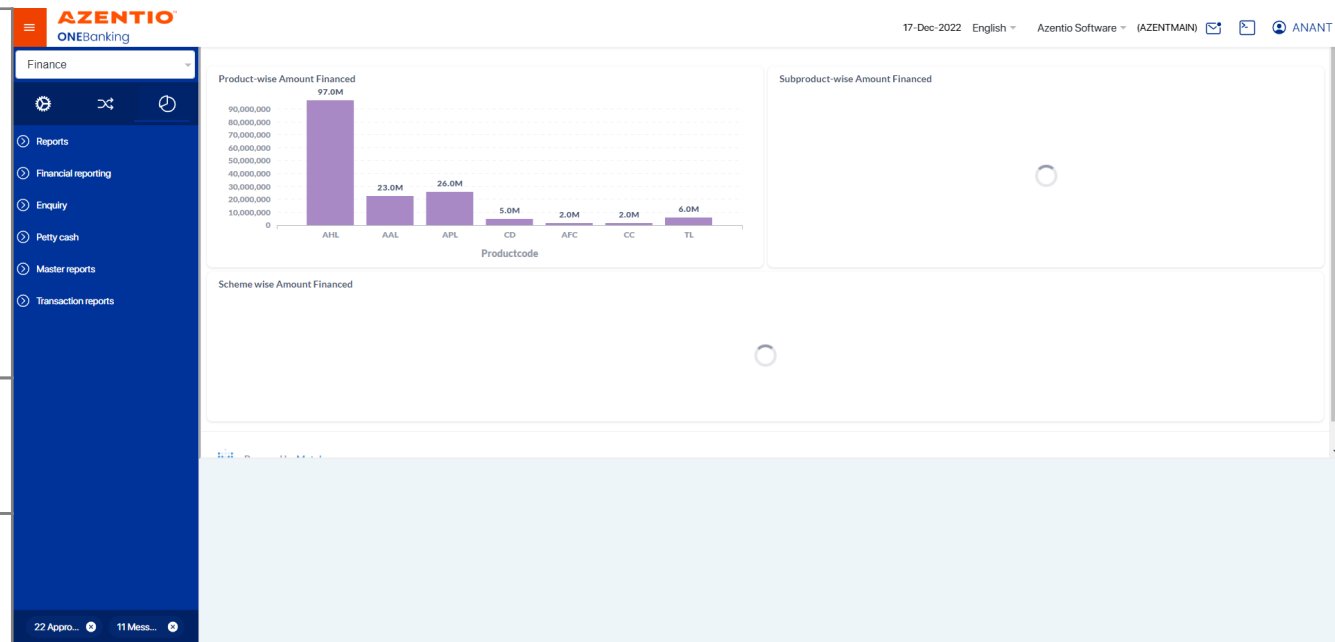 AZENTIO
ONEBanking
17-Dec-2022 English Azentio Software (AZENTMAIN) ANANT
Finance
Reports
Financial reporting
Enquiry
Petty cash
Master reports
Transaction reports
22 Appro... 11 Mess...
Product-wise Amount Financed
97.0M
90,000,000
80,000,000
70,000,000
60,000,000
50,000,000
40,000,000
30,000,000
20,000,000
10,000,000
0
23.0M
26.0M
5.0M
2.0M
2.0M
6.0M
AHL AAL APL CD AFC CC TL
Productcode
Subproduct-wise Amount Financed
Scheme wise Amount Financed